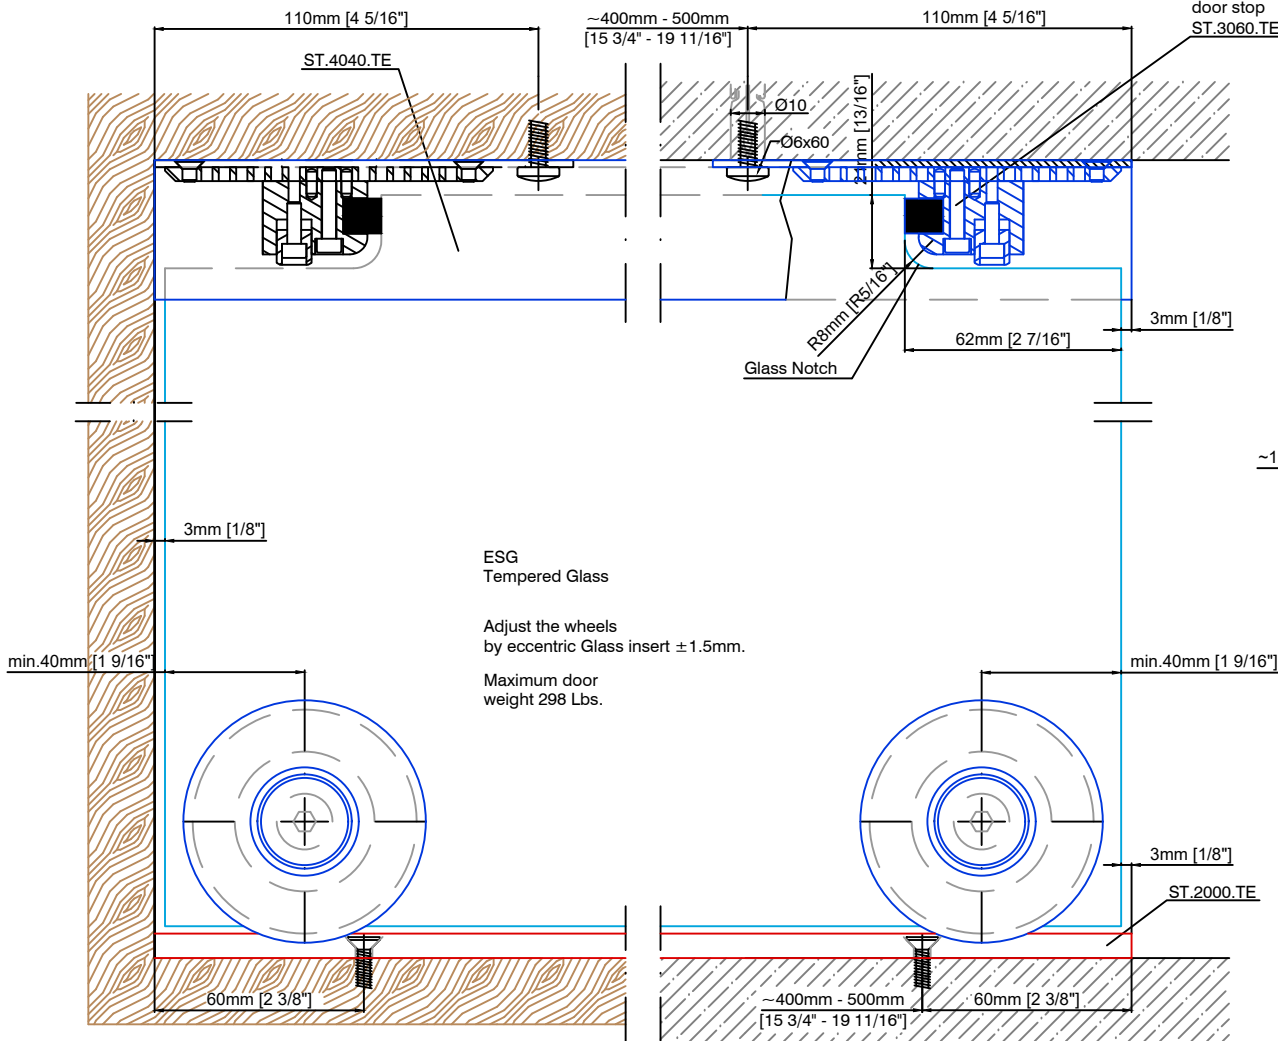 110mm [4 5/16"]
~400mm - 500mm
[15 3/4" - 19 11/16"]
110mm [4 5/16"]
door stop
ST.3060.TE
ST.4040.TE
Ø10
Ø6x60
21mm [13/16"]
R8mm [R5/16"]
3mm [1/8"]
62mm [2 7/16"]
Glass Notch
~1
3mm [1/8"]
ESG
Tempered Glass
Adjust the wheels
by eccentric Glass insert ±1.5mm.
Maximum door
weight 298 Lbs.
min.40mm [1 9/16"]
min.40mm [1 9/16"]
3mm [1/8"]
ST.2000.TE
60mm [2 3/8"]
~400mm - 500mm
[15 3/4" - 19 11/16"]
60mm [2 3/8"]